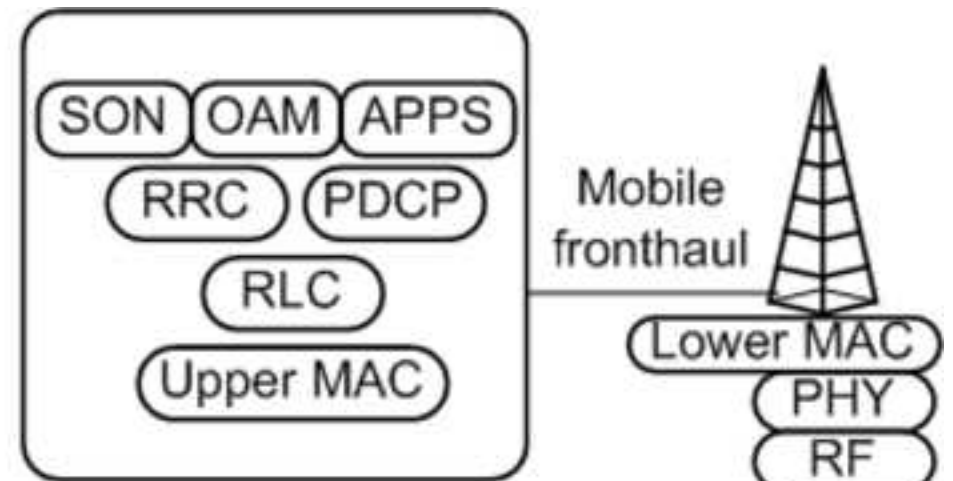 SON OAM APPS
RRC PDCP
RLC
Upper MAC
Mobile
fronthaul
Lower MAC
PHY
RF